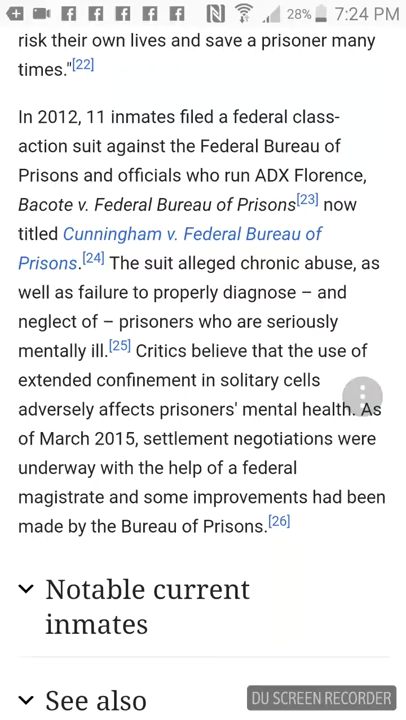 28% 7:24 PM
risk their own lives and save a prisoner many
times."[22]
In 2012, 11 inmates filed a federal class-
action suit against the Federal Bureau of
Prisons and officials who run ADX Florence,
Bacote v. Federal Bureau of Prisons[23] now
titled Cunningham v. Federal Bureau of
Prisons.[24] The suit alleged chronic abuse, as
well as failure to properly diagnose – and
neglect of – prisoners who are seriously
mentally ill.[25] Critics believe that the use of
extended confinement in solitary cells
adversely affects prisoners' mental health. As
of March 2015, settlement negotiations were
underway with the help of a federal
magistrate and some improvements had been
made by the Bureau of Prisons.[26]
Notable current
inmates
See also
DU SCREEN RECORDER